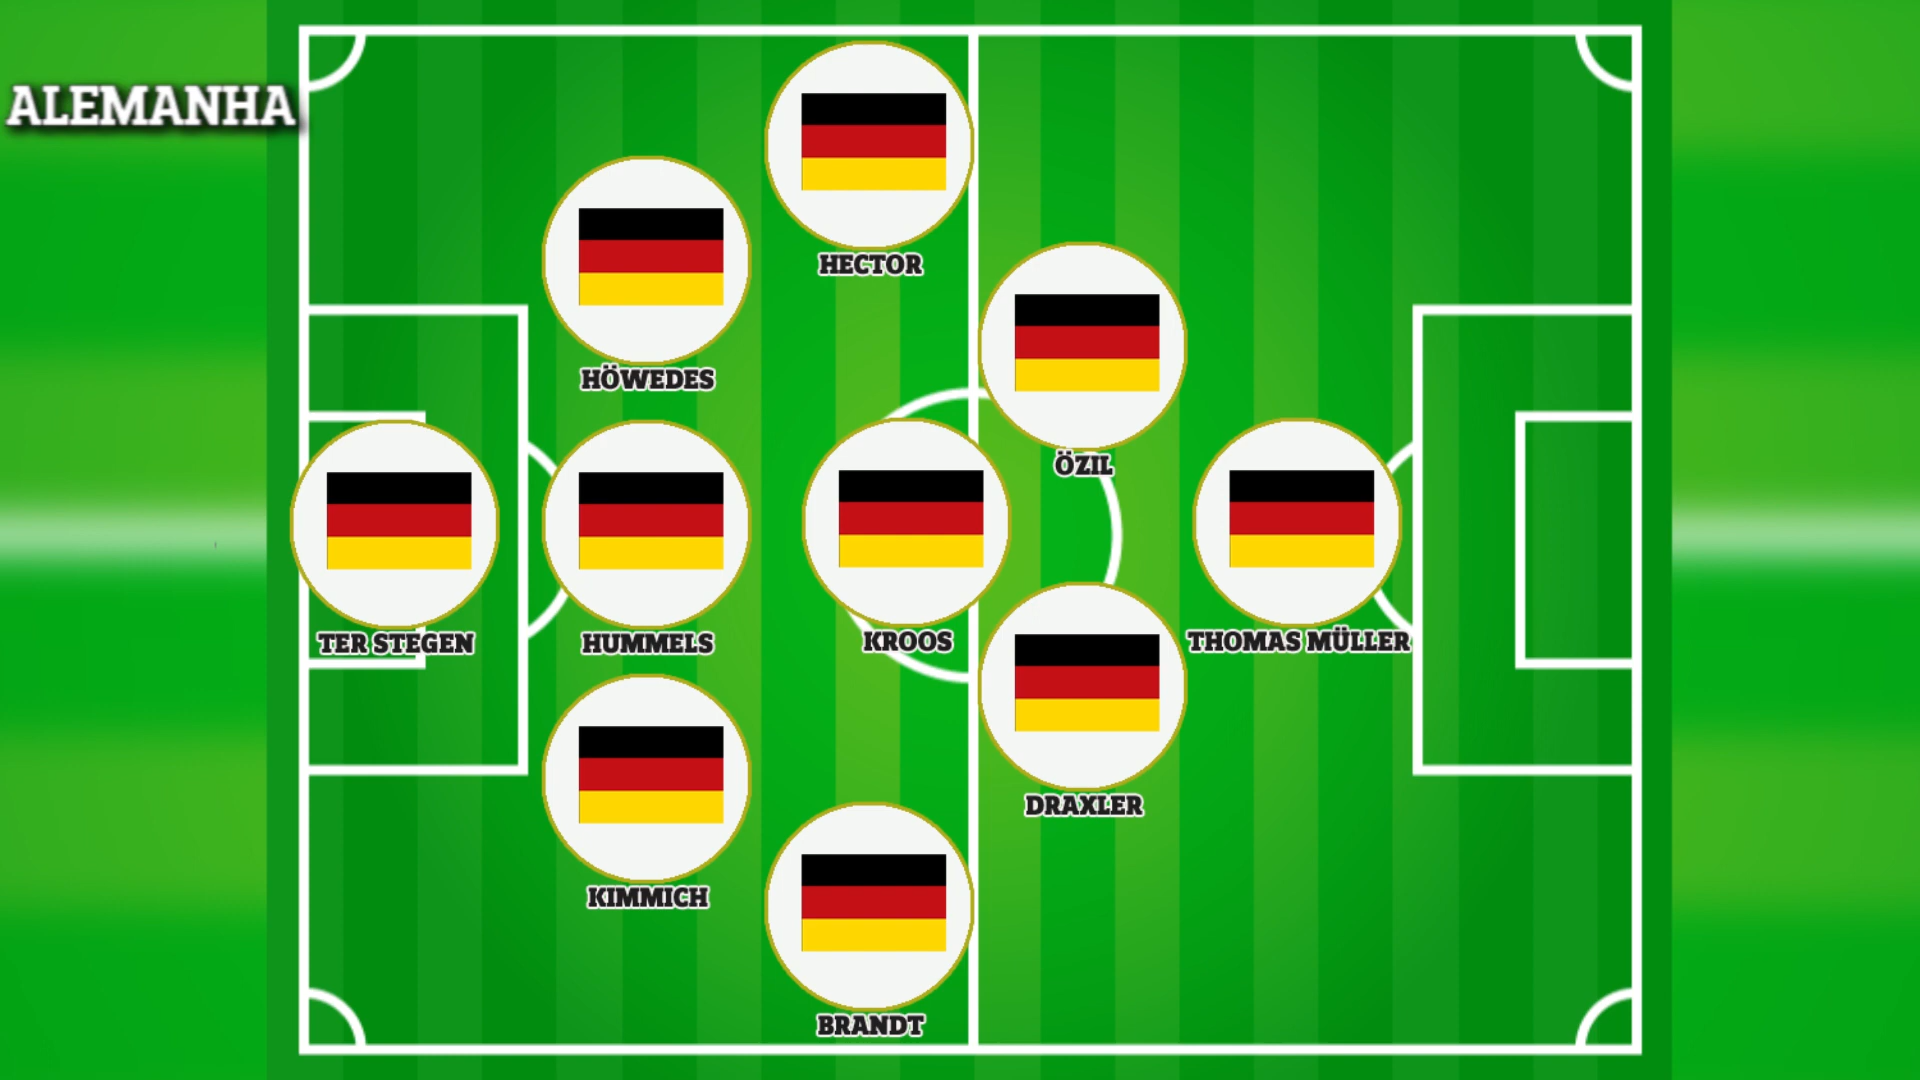 ALEMANHA
HECTOR
HÖWEDES
ÖZIL
TER STEGEN
HUMMELS
KROOS
THOMAS MÜLLER
DRAXLER
KIMMICH
BRANDT